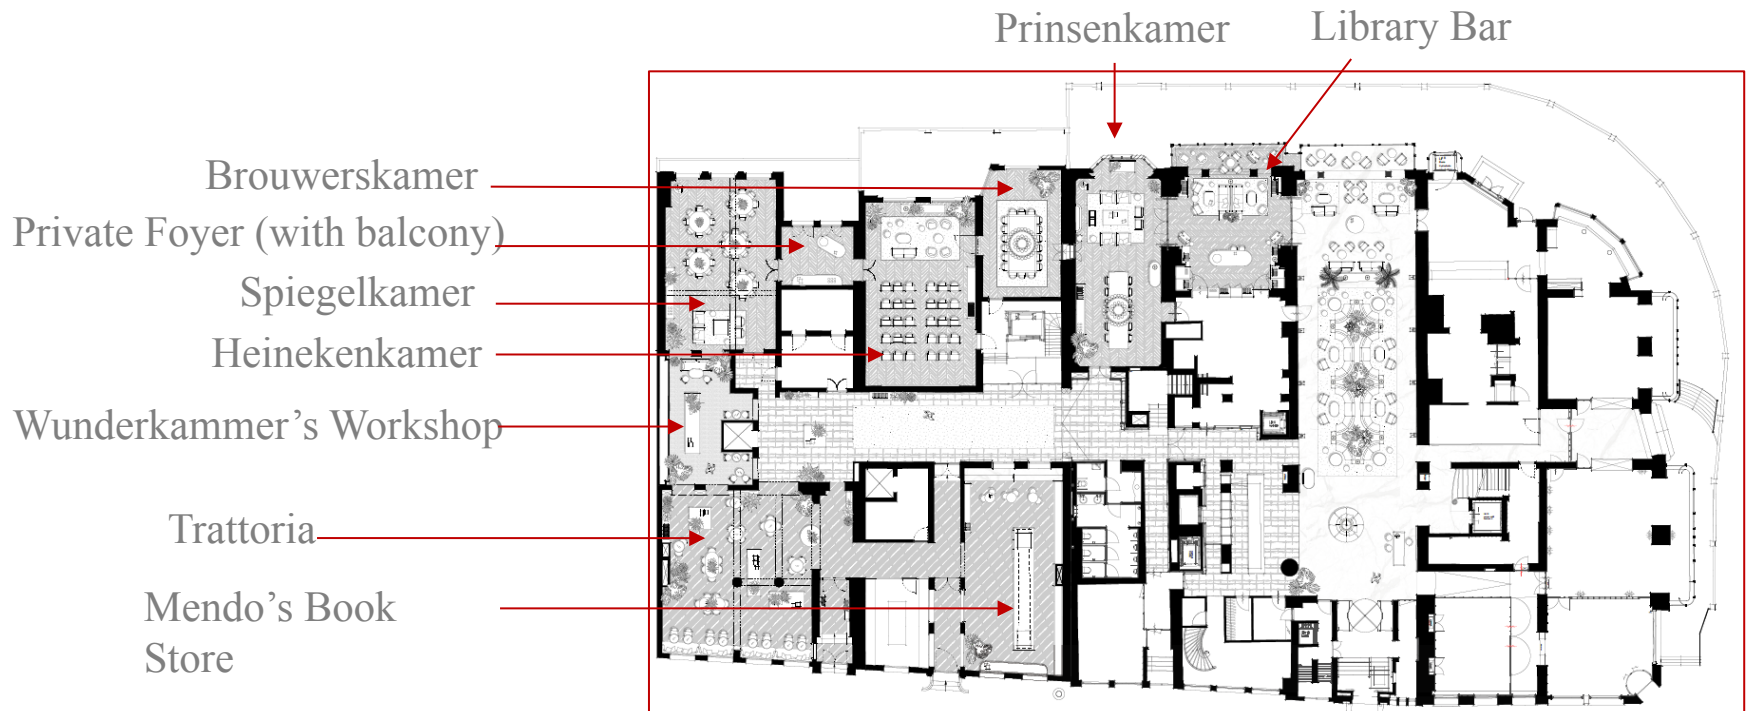 Prinsenkamer
Library Bar
Brouwerskamer
Private Foyer (with balcony)
Spiegelkamer
Heinekenkamer
Wunderkammer’s Workshop
Trattoria
Mendo’s Book
Store